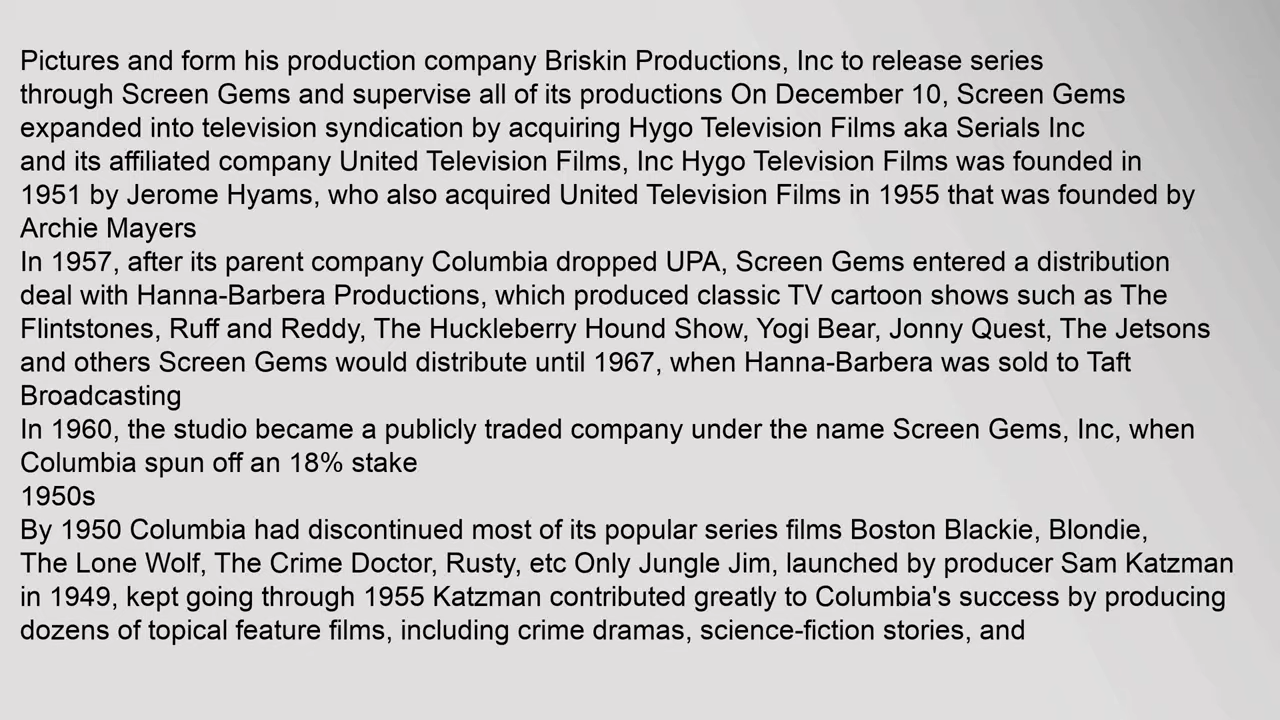 Pictures and form his production company Briskin Productions, Inc to release series
through Screen Gems and supervise all of its productions On December 10, Screen Gems
expanded into television syndication by acquiring Hygo Television Films aka Serials Inc
and its affiliated company United Television Films, Inc Hygo Television Films was founded in
1951 by Jerome Hyams, who also acquired United Television Films in 1955 that was founded by
Archie Mayers
In 1957, after its parent company Columbia dropped UPA, Screen Gems entered a distribution
deal with Hanna-Barbera Productions, which produced classic TV cartoon shows such as The
Flintstones, Ruff and Reddy, The Huckleberry Hound Show, Yogi Bear, Jonny Quest, The Jetsons
and others Screen Gems would distribute until 1967, when Hanna-Barbera was sold to Taft
Broadcasting
In 1960, the studio became a publicly traded company under the name Screen Gems, Inc, when
Columbia spun off an 18% stake
1950s
By 1950 Columbia had discontinued most of its popular series films Boston Blackie, Blondie,
The Lone Wolf, The Crime Doctor, Rusty, etc Only Jungle Jim, launched by producer Sam Katzman
in 1949, kept going through 1955 Katzman contributed greatly to Columbia's success by producing
dozens of topical feature films, including crime dramas, science-fiction stories, and